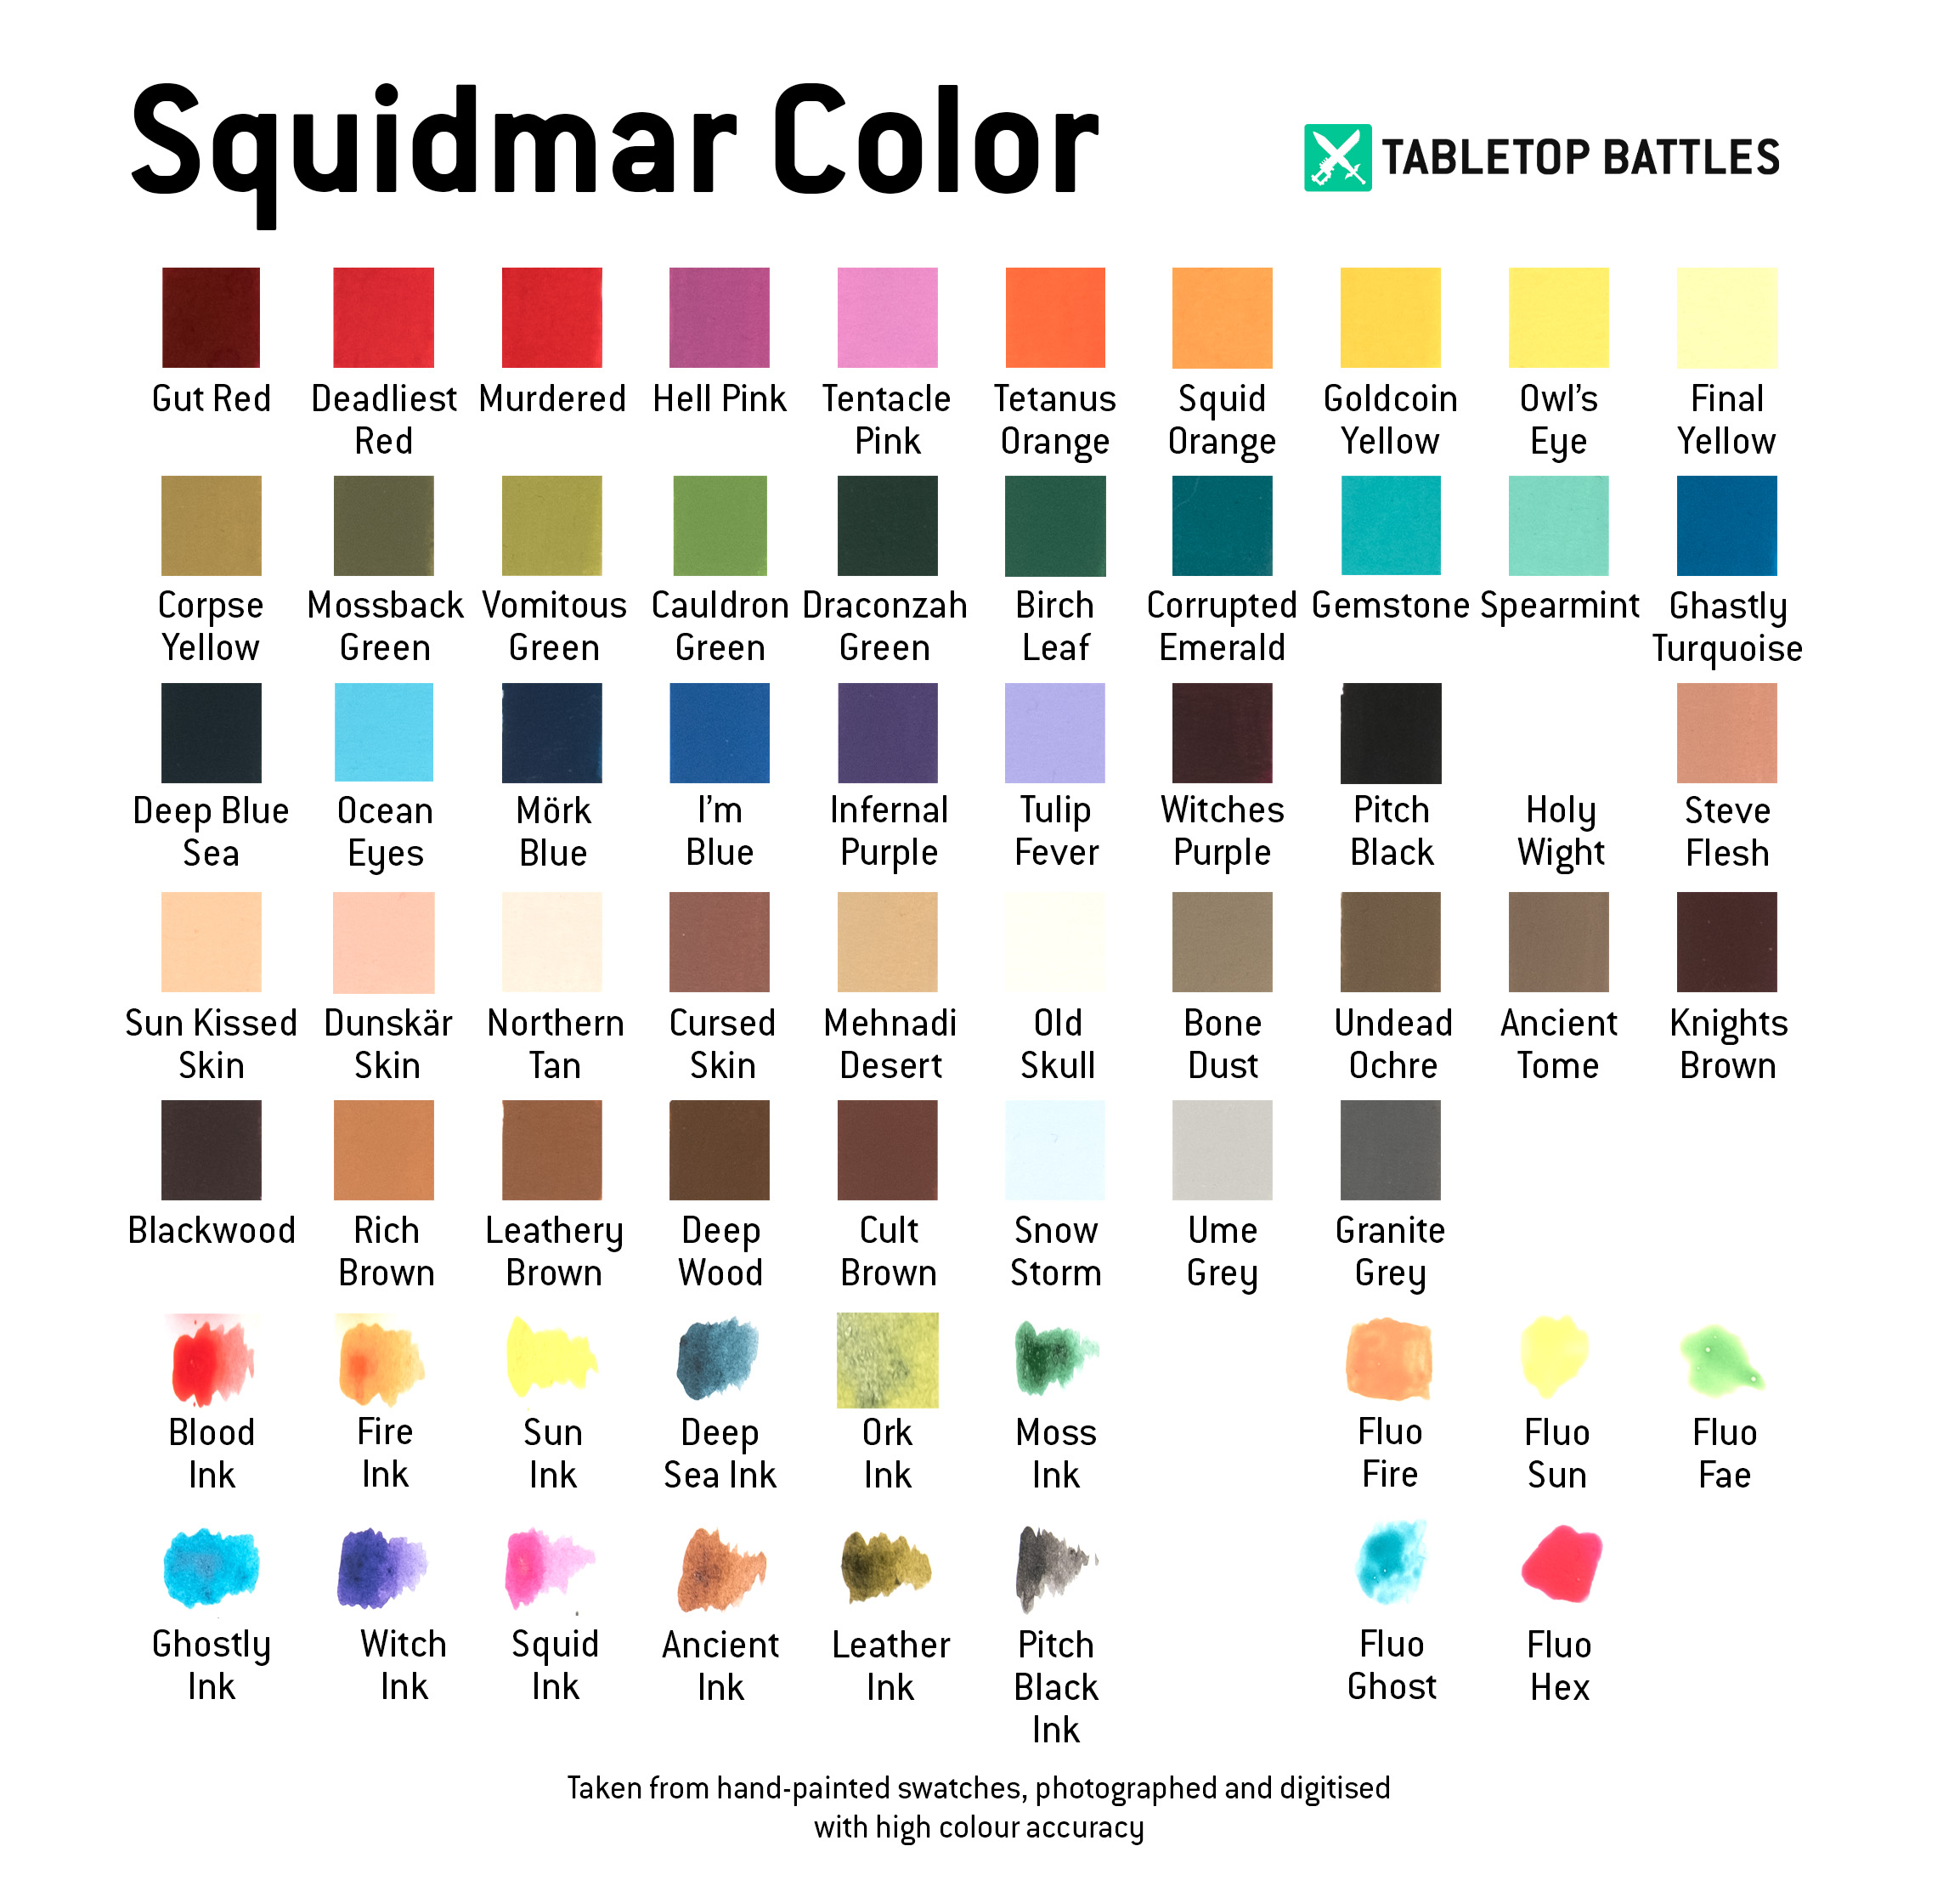 Squidmar Color
TABLETOP BATTLES
Gut Red
Deadliest
Red
Murdered
Hell Pink
Tentacle
Pink
Tetanus
Orange
Squid
Orange
Goldcoin
Yellow
Owl's
Eye
Final
Yellow
Corpse
Yellow
Mossback
Green
Vomitous
Green
Cauldron
Green
Draconzah
Green
Birch
Leaf
Corrupted
Emerald
Gemstone
Spearmint
Ghastly
Turquoise
Deep Blue
Sea
Ocean
Eyes
Mörk
Blue
I'm
Blue
Infernal
Purple
Tulip
Fever
Witches
Purple
Pitch
Black
Holy
Wight
Steve
Flesh
Sun Kissed
Skin
Dunskär
Skin
Northern
Tan
Cursed
Skin
Mehnadi
Desert
Old
Skull
Bone
Dust
Undead
Ochre
Ancient
Tome
Knights
Brown
Blackwood
Rich
Brown
Leathery
Brown
Deep
Wood
Cult
Brown
Snow
Storm
Ume
Grey
Granite
Grey
Blood
Ink
Fire
Ink
Sun
Ink
Deep
Sea Ink
Ork
Ink
Moss
Ink
Fluo
Fire
Fluo
Sun
Fluo
Fae
Ghostly
Ink
Witch
Ink
Squid
Ink
Ancient
Ink
Leather
Ink
Pitch
Black
Ink
Fluo
Ghost
Fluo
Hex
Taken from hand-painted swatches, photographed and digitised
with high colour accuracy